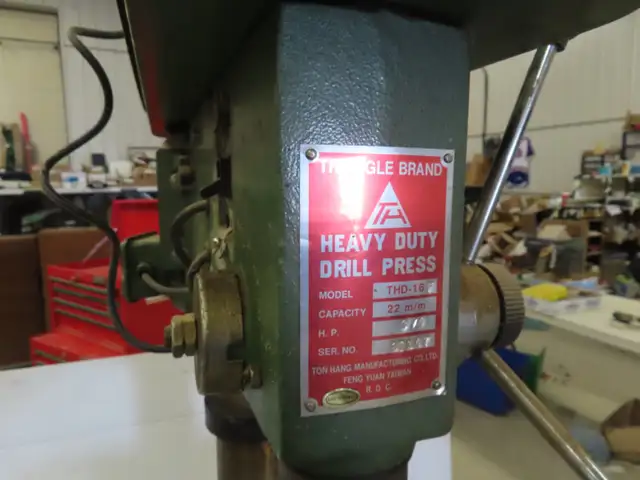 BRAND
HEAVY DUTY
DRILL PRESS
MODEL THD-16
CAPACITY 22 m/m
H. P.
SER. NO.
TON HANG MANUFACTURING CO. LTD.
FENG YUAN TAIWAN
R. O. C.